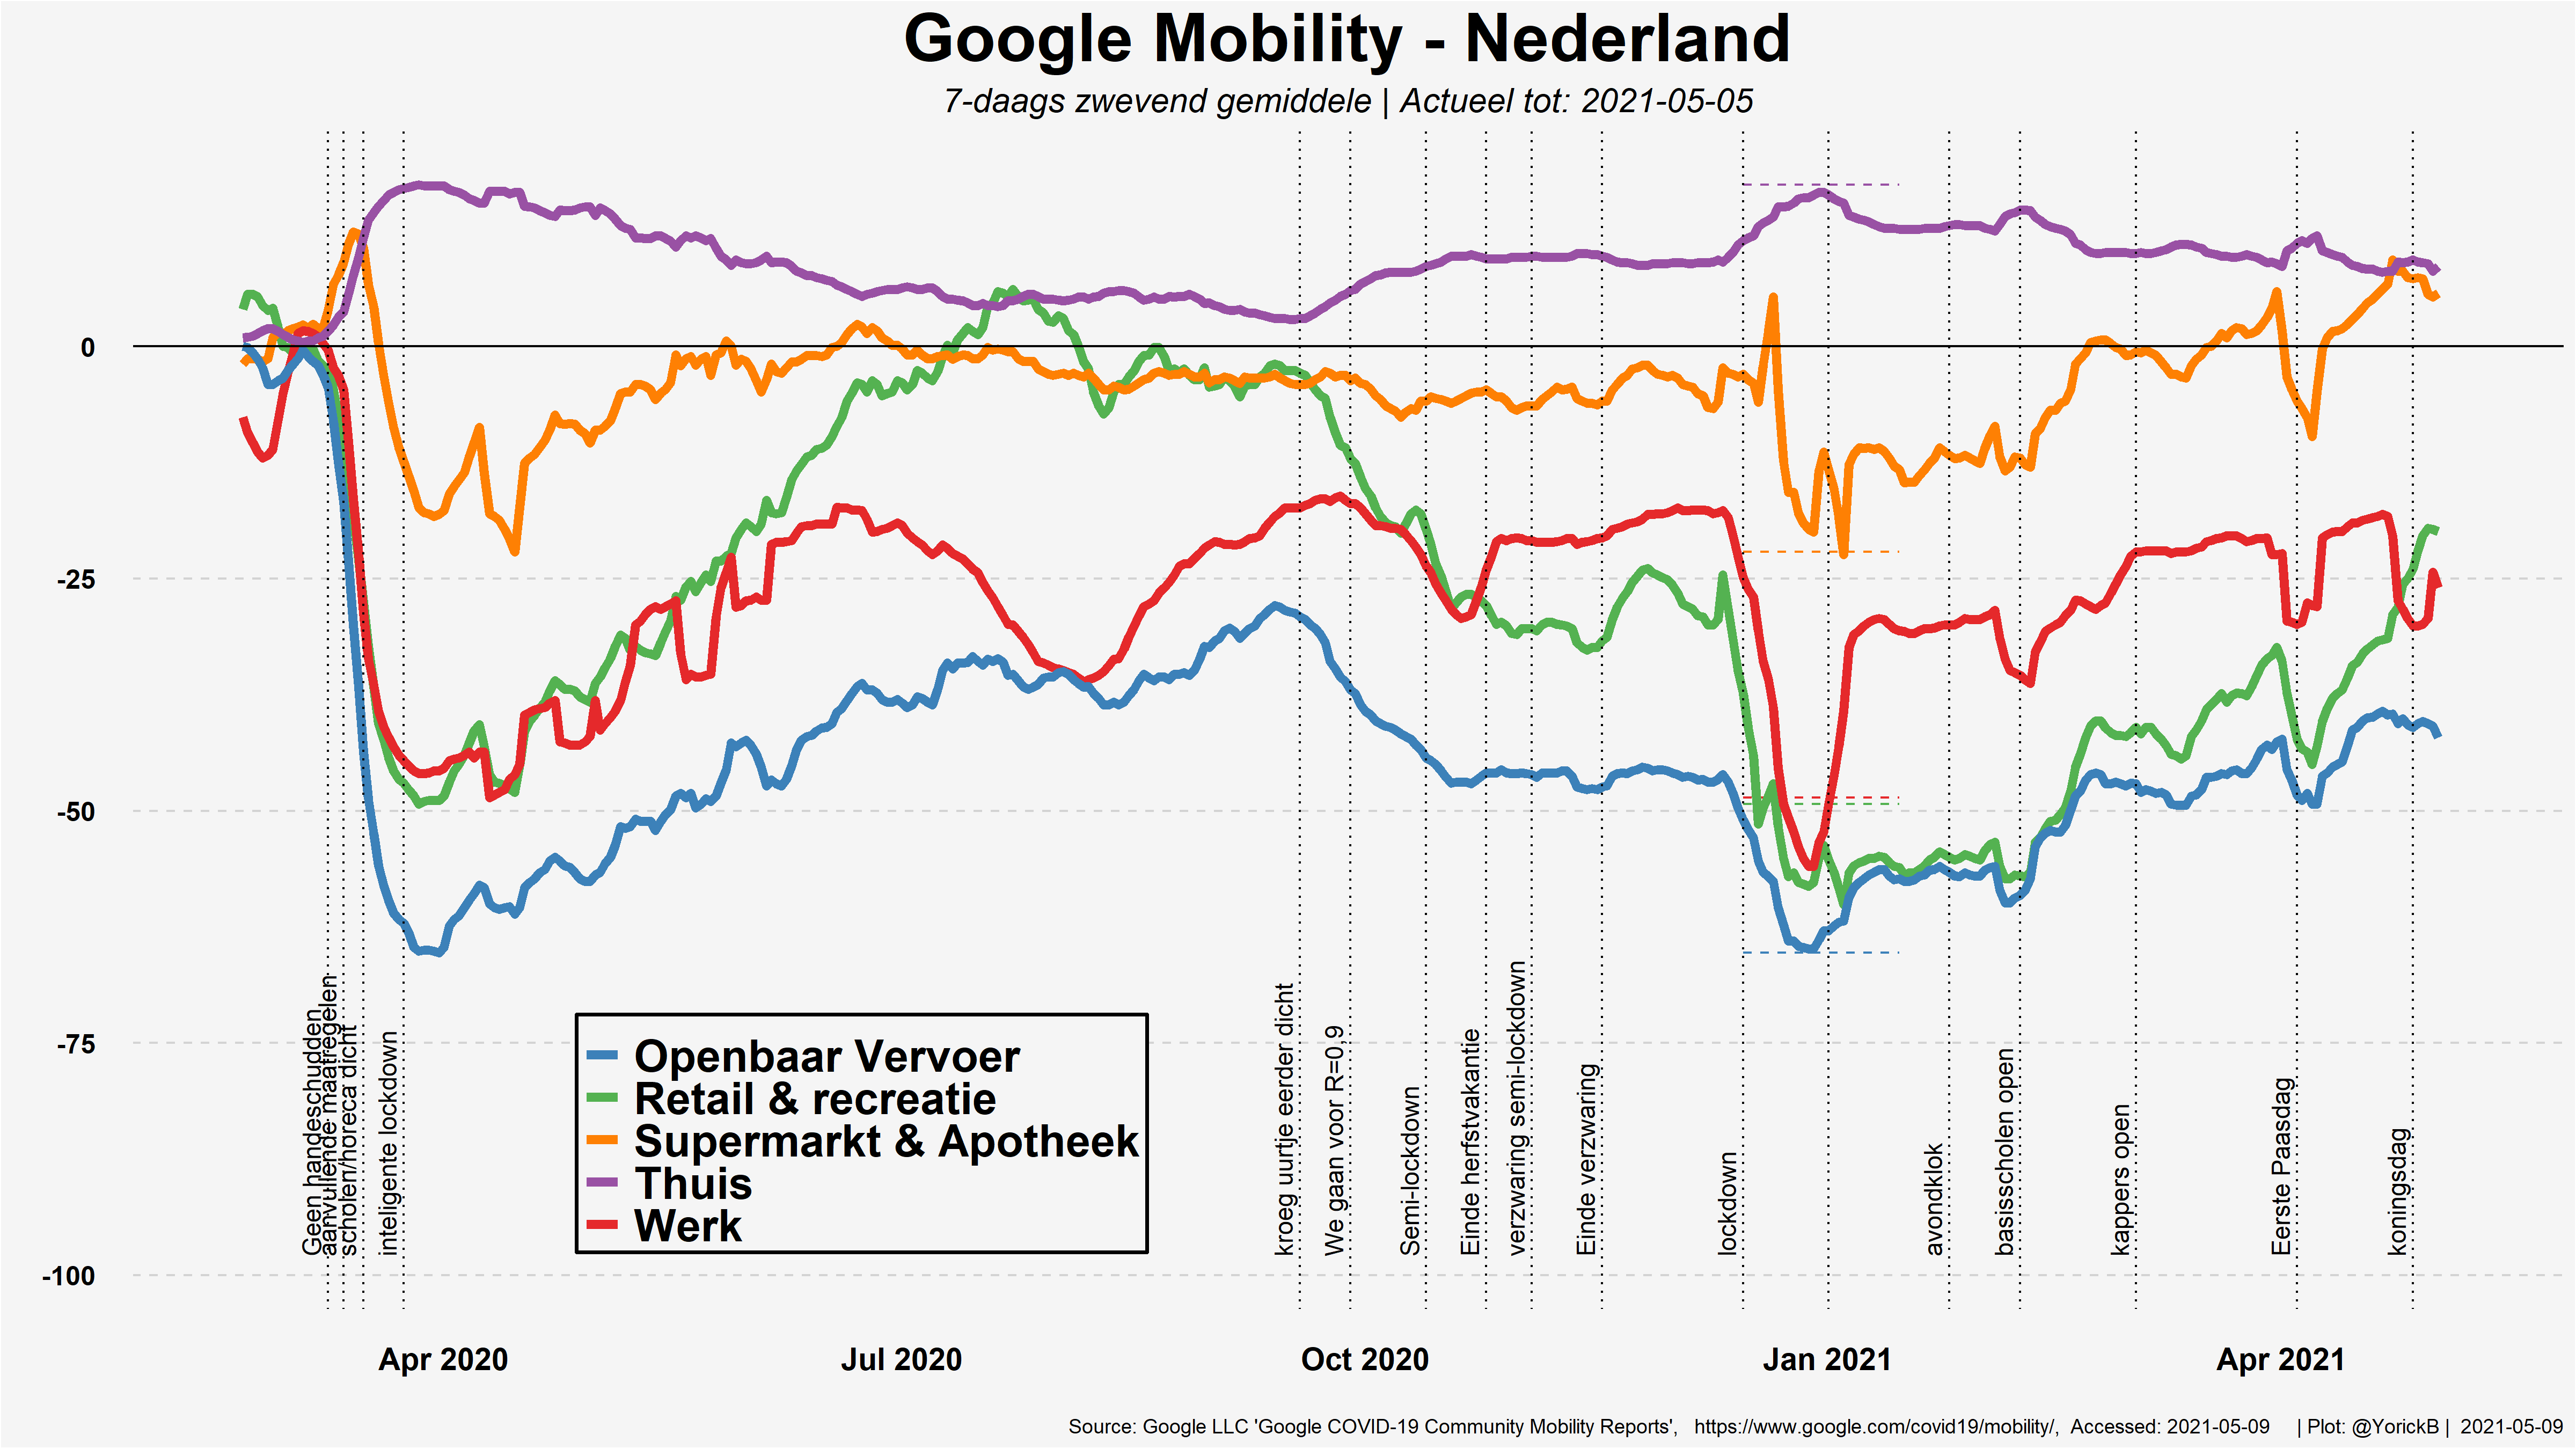 Google Mobility - Nederland
7-daags zwevend gemiddele | Actueel tot: 2021-05-05
0
-25
-50
-75
-100
Geen handeschudden
aanvullende maatregelen
scholen/horeca dicht
inteligente lockdown
kroeg uurtje eerder dicht
We gaan voor R=0,9
Semi-lockdown
Einde herfstvakantie
verzwaring semi-lockdown
Einde verzwaring
lockdown
avondklok
basisscholen open
kappers open
Eerste Paasdag
koningsdag
Openbaar Vervoer
Retail & recreatie
Supermarkt & Apotheek
Thuis
Werk
Apr 2020
Jul 2020
Oct 2020
Jan 2021
Apr 2021
Source: Google LLC 'Google COVID-19 Community Mobility Reports', https://www.google.com/covid19/mobility/, Accessed: 2021-05-09 | Plot: @YorickB | 2021-05-09